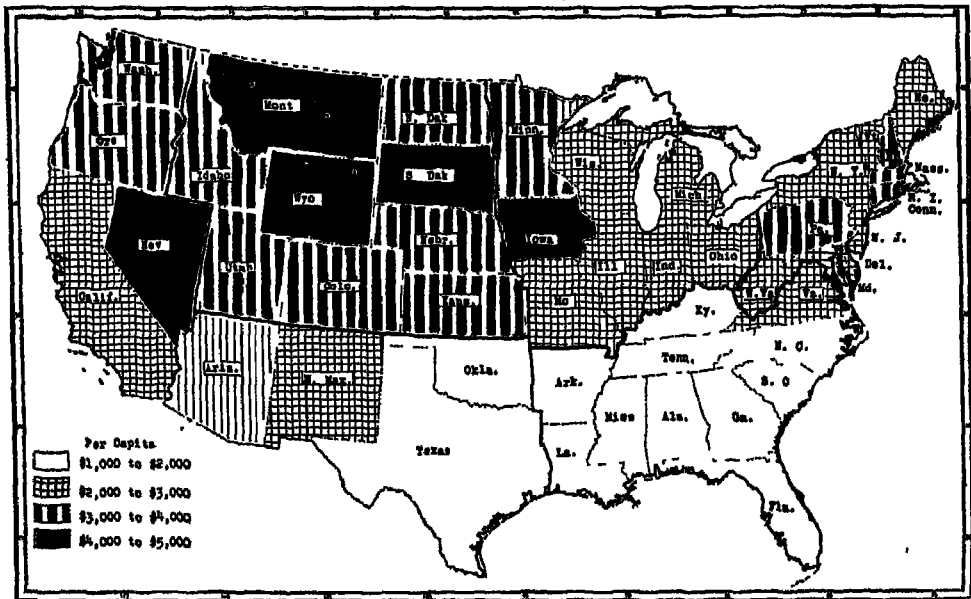 Wash.
Mont
N. Dak
Minn.
Me.
Ore
Idaho
S. Dak
Wis.
Mich
N. Y.
Mass.
R. I.
Conn.
Wyo
Nev
Iowa
Nebr.
Pa.
N. J.
Utah
Colo.
Ill
Ind.
Ohio
Del.
Calif.
Kans.
Mo
W. Va
Va.
Md.
Ky.
Ariz.
N. Mex.
Okla.
Ark.
Tenn.
N. C.
S. C
Texas
La.
Miss
Ala.
Ga.
Fla.
Per Capita
$1,000 to $2,000
$2,000 to $3,000
$3,000 to $4,000
$4,000 to $5,000